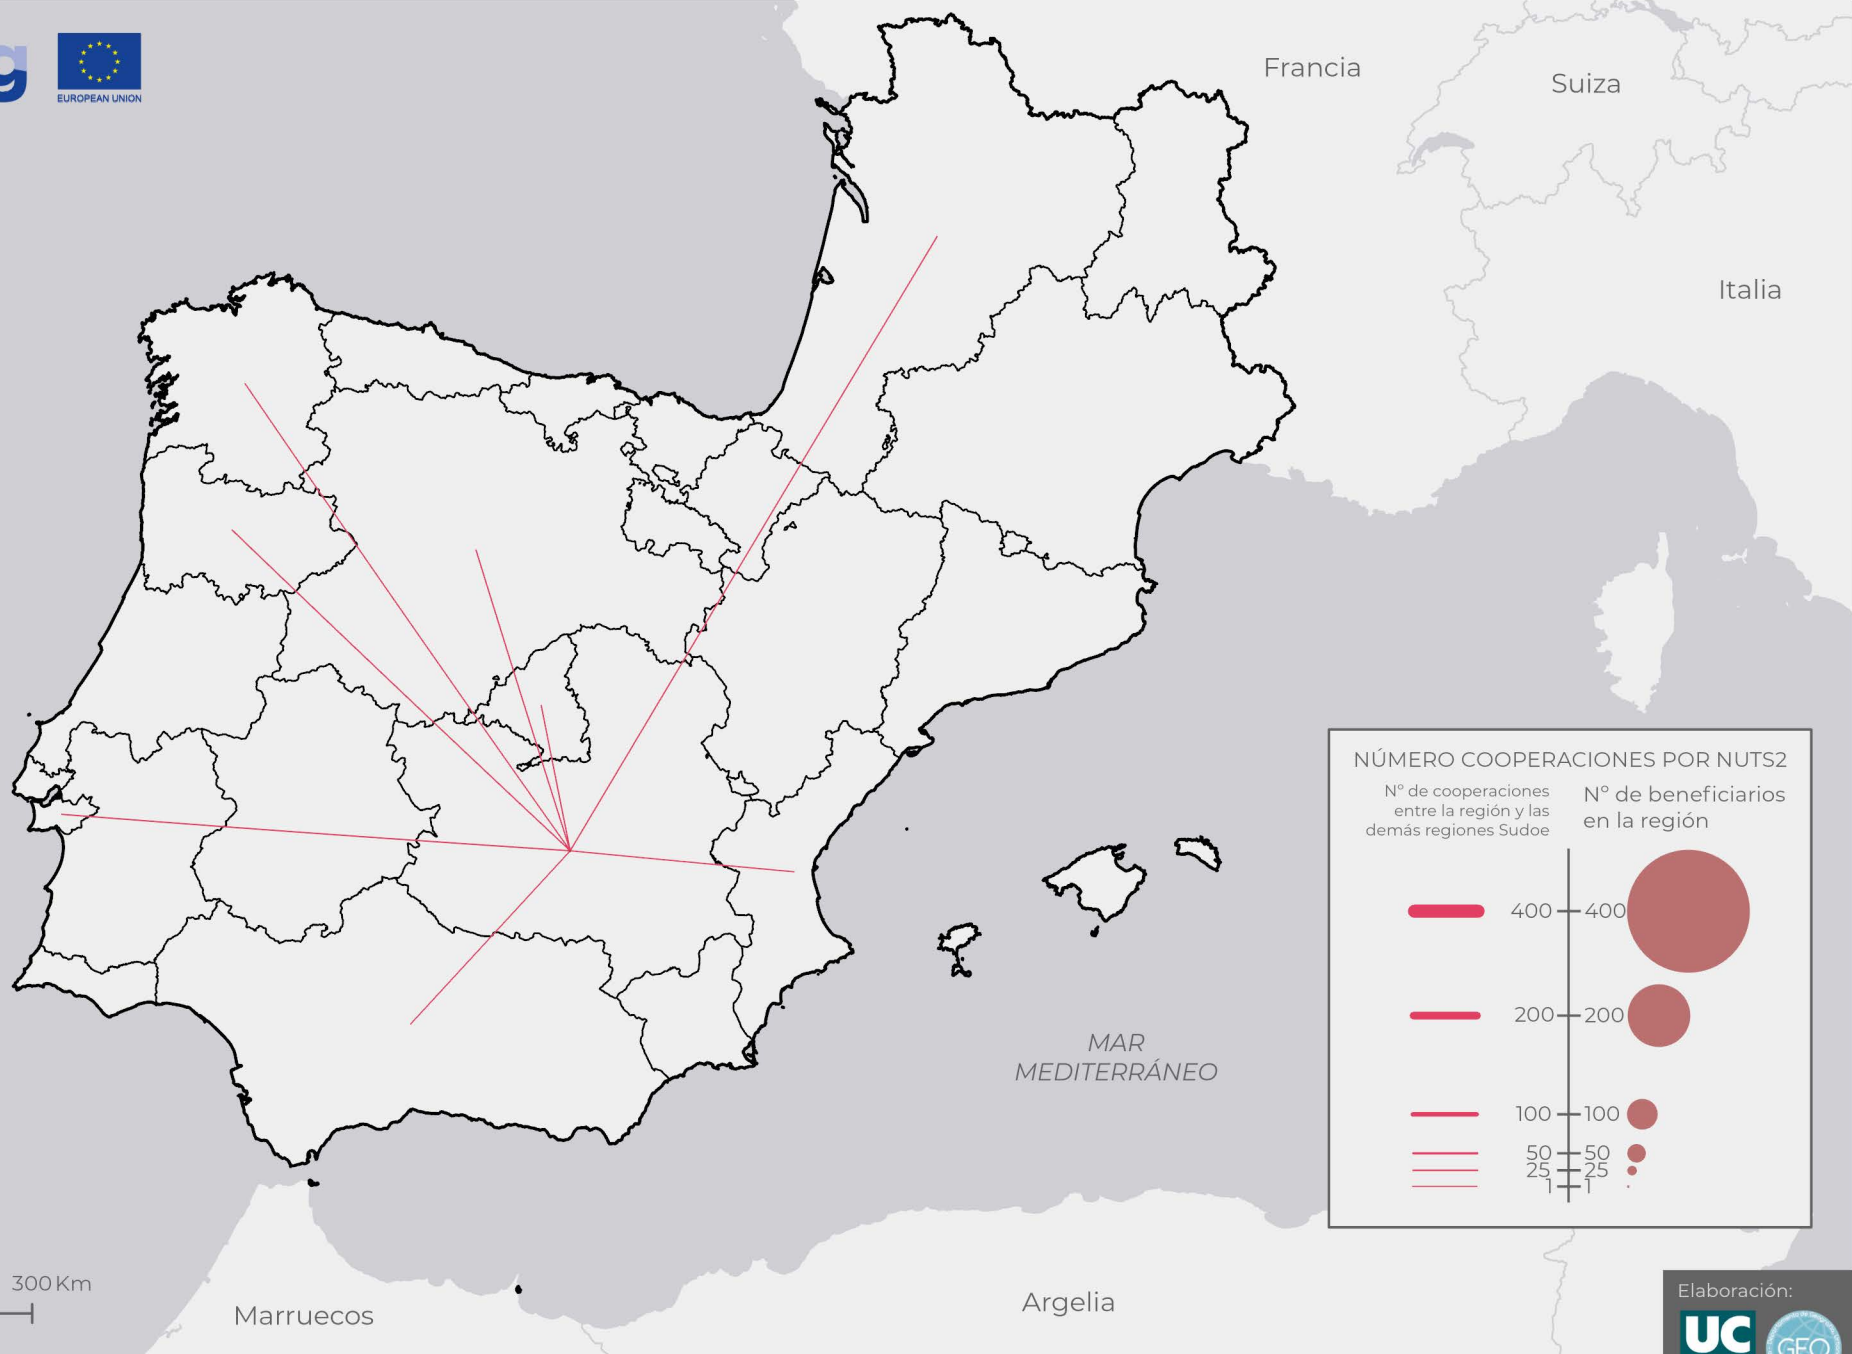 g
EUROPEAN UNION
Francia
Suiza
Italia
NÚMERO COOPERACIONES POR NUTS2
Nº de cooperaciones
entre la región y las
demás regiones Sudoe
Nº de beneficiarios
en la región
400 400
200 200
100 100
50 50
25 25
1 1
MAR
MEDITERRÁNEO
300 Km
Marruecos
Argelia
Elaboración:
UC
GEO